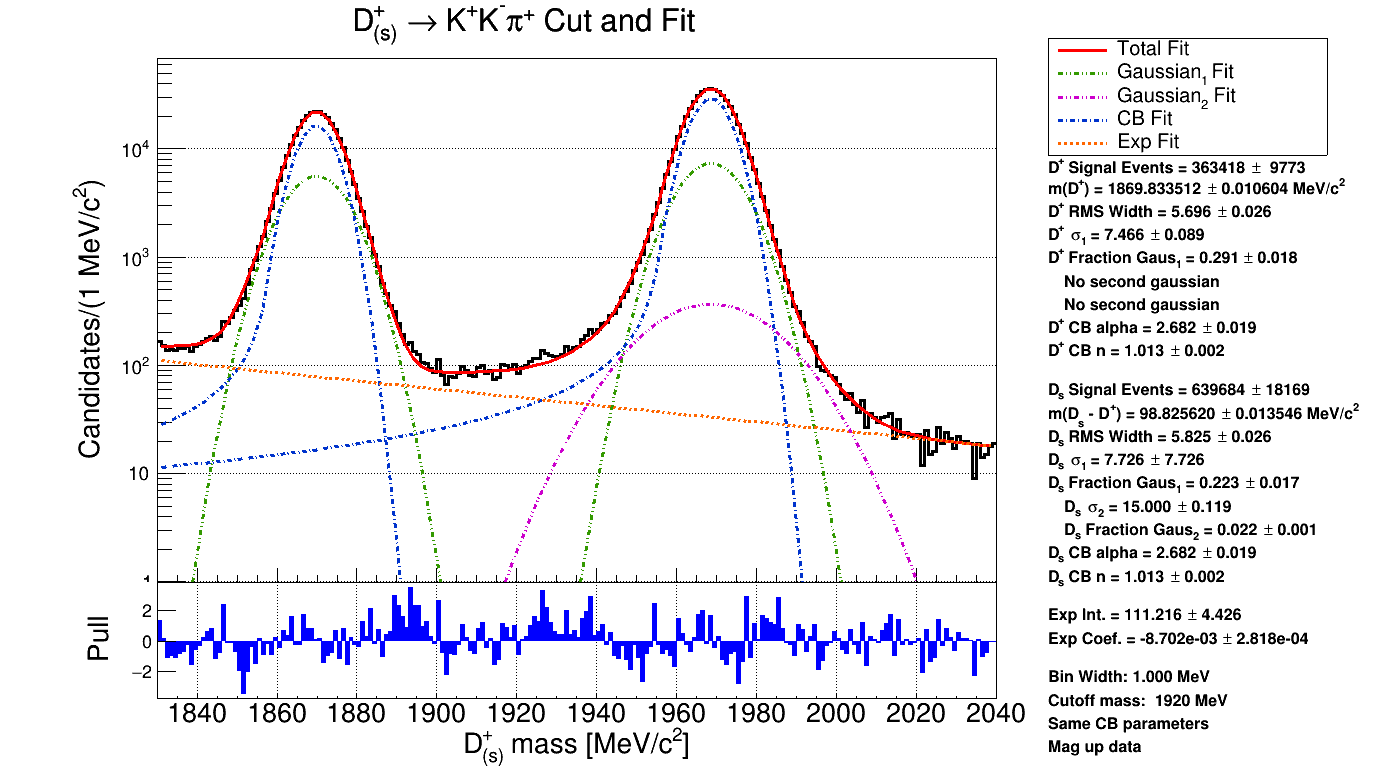 D⁺₍ₛ₎ → K⁺K⁻π⁺ Cut and Fit
Candidates/(1 MeV/c²)
10⁴
10³
10²
10
1
Total Fit
Gaussian₁ Fit
Gaussian₂ Fit
CB Fit
Exp Fit
D⁺ Signal Events = 363418 ± 9773
m(D⁺) = 1869.833512 ± 0.010604 MeV/c²
D⁺ RMS Width = 5.696 ± 0.026
D⁺ σ₁ = 7.466 ± 0.089
D⁺ Fraction Gaus₁ = 0.291 ± 0.018
No second gaussian
No second gaussian
D⁺ CB alpha = 2.682 ± 0.019
D⁺ CB n = 1.013 ± 0.002
Dₛ Signal Events = 639684 ± 18169
m(Dₛ - D⁺) = 98.825620 ± 0.013546 MeV/c²
Dₛ RMS Width = 5.825 ± 0.026
Dₛ σ₁ = 7.726 ± 7.726
Dₛ Fraction Gaus₁ = 0.223 ± 0.017
Dₛ σ₂ = 15.000 ± 0.119
Dₛ Fraction Gaus₂ = 0.022 ± 0.001
Dₛ CB alpha = 2.682 ± 0.019
Dₛ CB n = 1.013 ± 0.002
Exp Int. = 111.216 ± 4.426
Exp Coef. = -8.702e-03 ± 2.818e-04
Bin Width: 1.000 MeV
Cutoff mass: 1920 MeV
Same CB parameters
Mag up data
Pull
2
0
−2
1840 1860 1880 1900 1920 1940 1960 1980 2000 2020 2040
D⁺₍ₛ₎ mass [MeV/c²]